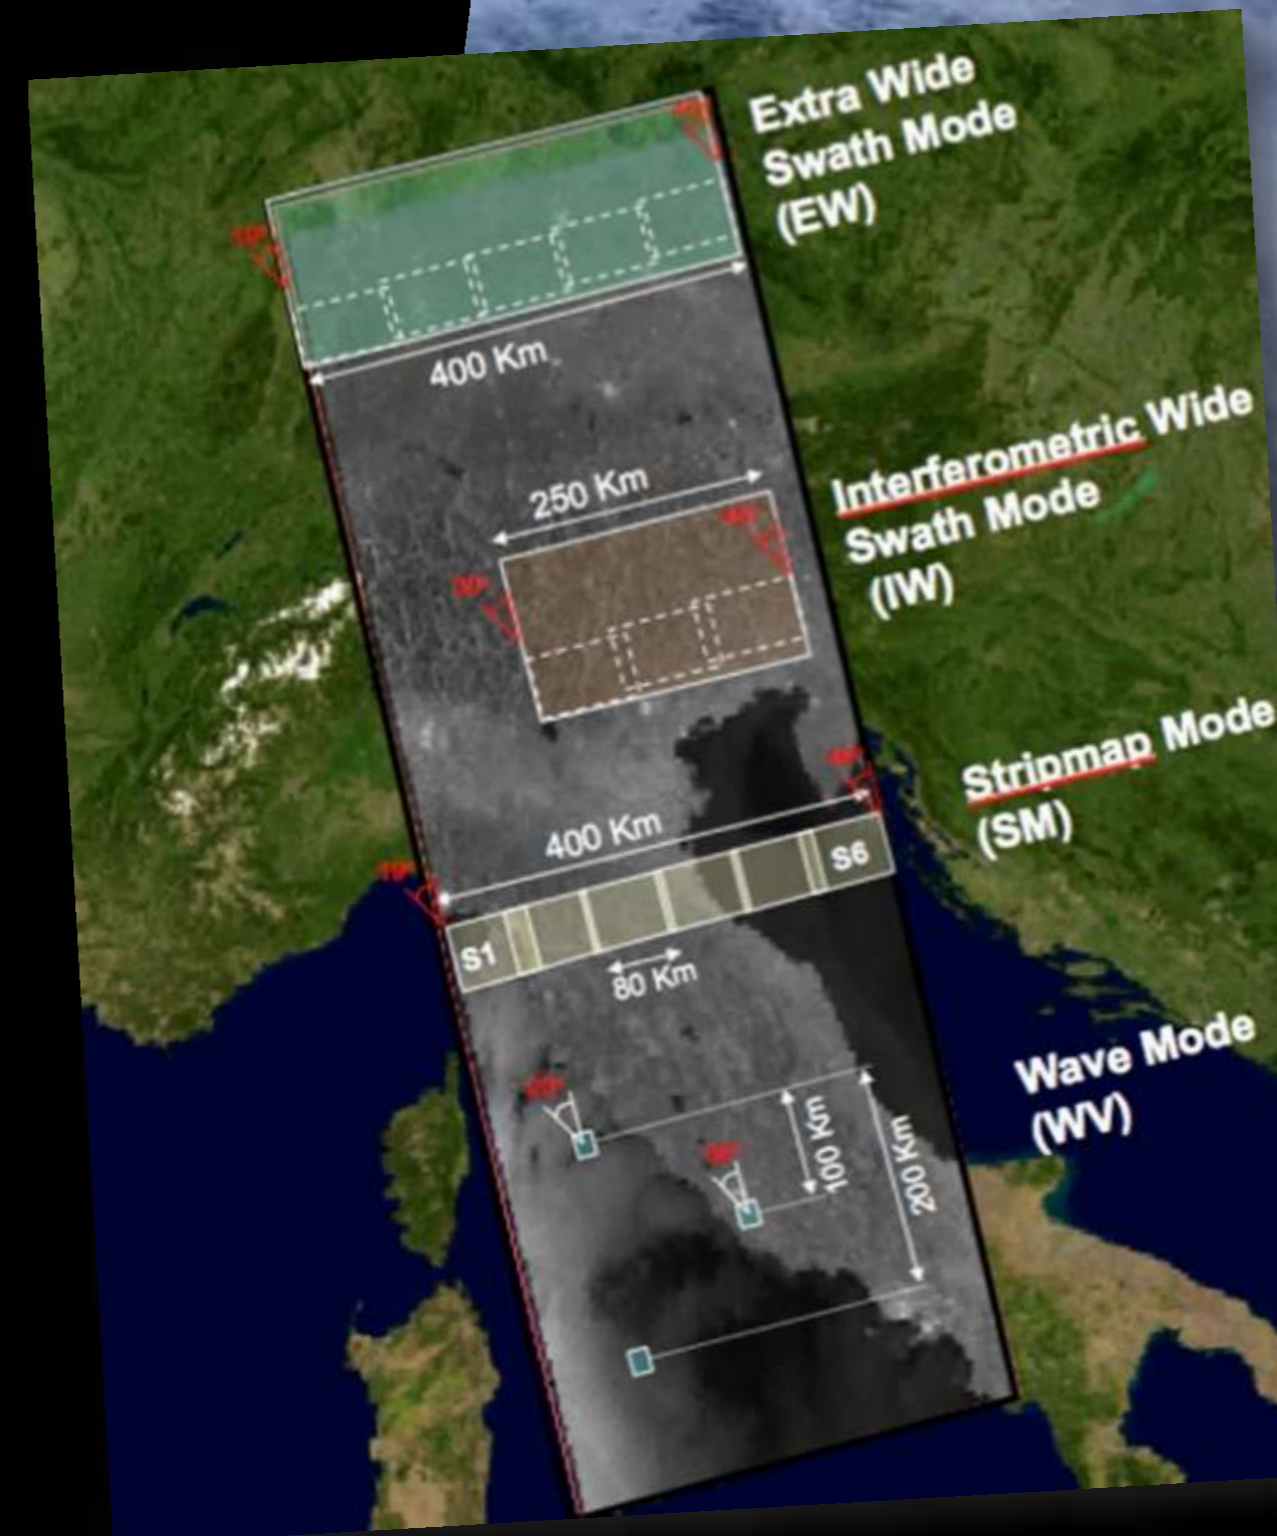 Extra Wide
Swath Mode
(EW)
400 Km
250 Km
Interferometric Wide
Swath Mode
(IW)
Stripmap Mode
(SM)
400 Km
S1
S6
80 Km
Wave Mode
(WV)
100 Km
200 Km